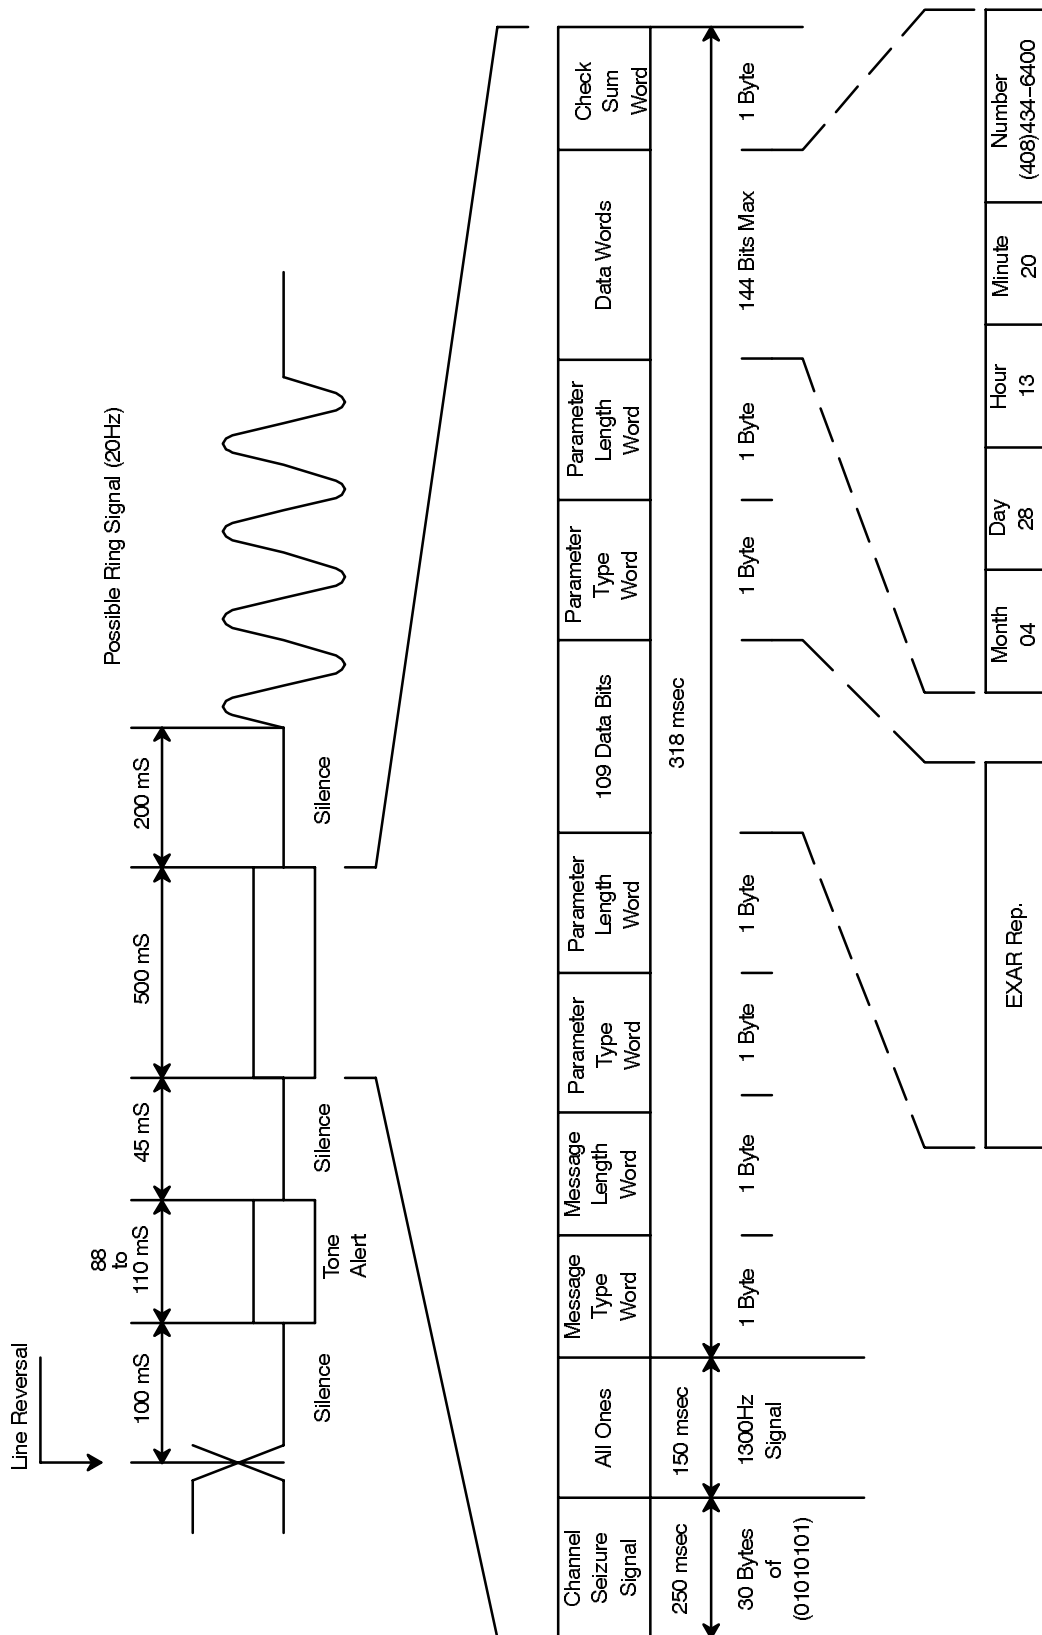 Line Reversal
100 mS
88
to
110 mS
45 mS
500 mS
200 mS
Possible Ring Signal (20Hz)
Silence
Tone
Alert
Silence
Silence
Channel
Seizure
Signal
All Ones
Message
Type
Word
Message
Length
Word
Parameter
Type
Word
Parameter
Length
Word
109 Data Bits
Parameter
Type
Word
Parameter
Length
Word
Data Words
Check
Sum
Word
250 msec
150 msec
318 msec
30 Bytes
of
(01010101)
1300Hz
Signal
1 Byte
1 Byte
1 Byte
1 Byte
1 Byte
1 Byte
144 Bits Max
1 Byte
EXAR Rep.
Month
04
Day
28
Hour
13
Minute
20
Number
(408)434–6400